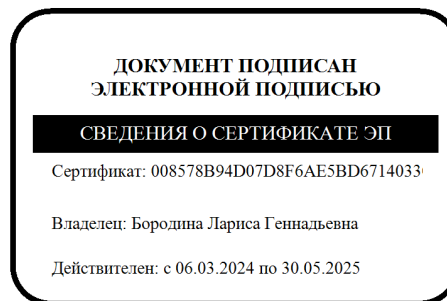 ДОКУМЕНТ ПОДПИСАН
ЭЛЕКТРОННОЙ ПОДПИСЬЮ
СВЕДЕНИЯ О СЕРТИФИКАТЕ ЭП
Сертификат: 008578B94D07D8F6AE5BD67140330
Владелец: Бородина Лариса Геннадьевна
Действителен: с 06.03.2024 по 30.05.2025